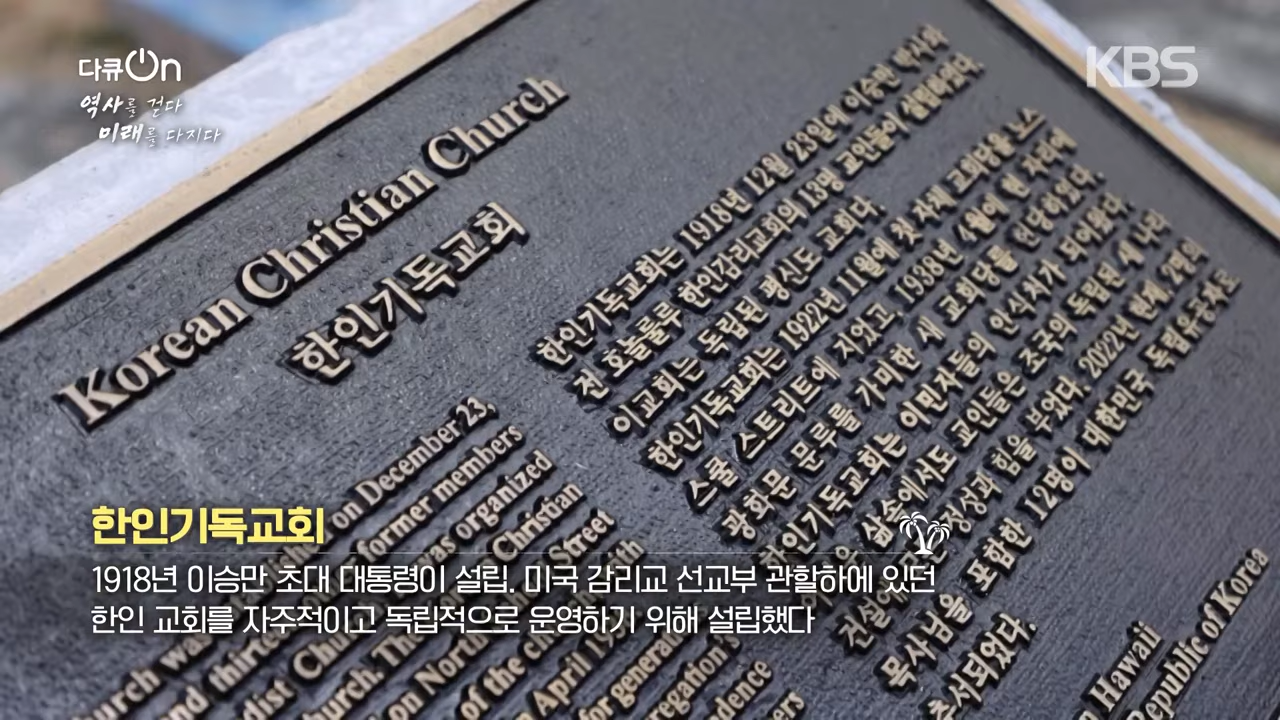 다큐On
역사를 걷다
미래를 다지다
KBS
Korean Christian Church
한인기독교회
한인기독교회는 1918년 12월 23일에 이승만 박사와
전 호놀룰루 한인감리교회의 13명 교인들이 설립하였다.
이교회는 독립된 평신도 교회다.
한인기독교회는 1922년 11월에 첫 자체 교회당을 노스
스쿨 스트리트에 지었고, 1938년 4월에 현 자리에
광화문 문루를 가미한 새 교회당을 헌당하였다.
한인기독교회는 이민자들의 안식처가 되어왔다.
삶속에서도 교인들은 조국의 독립된 새 나라
건설에 정성과 힘을 부었다. 2022년 현재, 2명의
목사님을 포함한 12명이 대한민국 독립유공자로
추서되었다.
on December 23,
former members
was organized
Christian
Street
church
April
for general
Hawaii
Republic of Korea
한인기독교회
1918년 이승만 초대 대통령이 설립. 미국 감리교 선교부 관할하에 있던
한인 교회를 자주적이고 독립적으로 운영하기 위해 설립했다